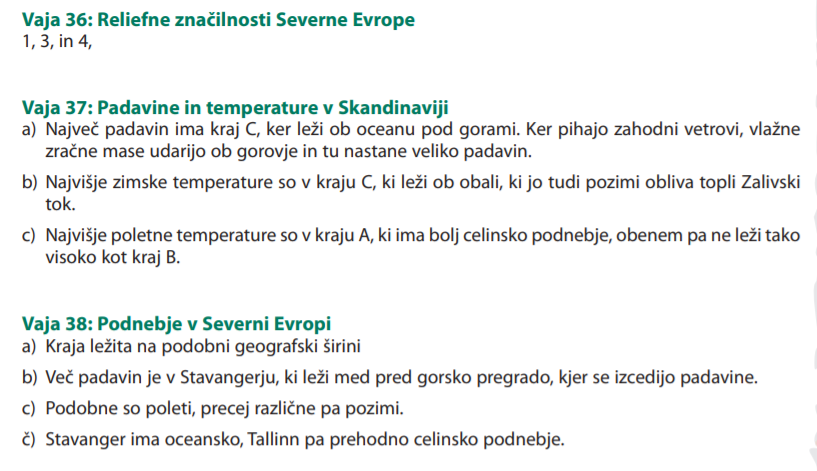 Vaja 36: Reliefne značilnosti Severne Evrope
1, 3, in 4,
Vaja 37: Padavine in temperature v Skandinaviji
a) Največ padavin ima kraj C, ker leži ob oceanu pod gorami. Ker pihajo zahodni vetrovi, vlažne
zračne mase udarijo ob gorovje in tu nastane veliko padavin.
b) Najvišje zimske temperature so v kraju C, ki leži ob obali, ki jo tudi pozimi obliva topli Zalivski
tok.
c) Najvišje poletne temperature so v kraju A, ki ima bolj celinsko podnebje, obenem pa ne leži tako
visoko kot kraj B.
Vaja 38: Podnebje v Severni Evropi
a) Kraja ležita na podobni geografski širini
b) Več padavin je v Stavangerju, ki leži med pred gorsko pregrado, kjer se izcedijo padavine.
c) Podobne so poleti, precej različne pa pozimi.
č) Stavanger ima oceansko, Tallinn pa prehodno celinsko podnebje.